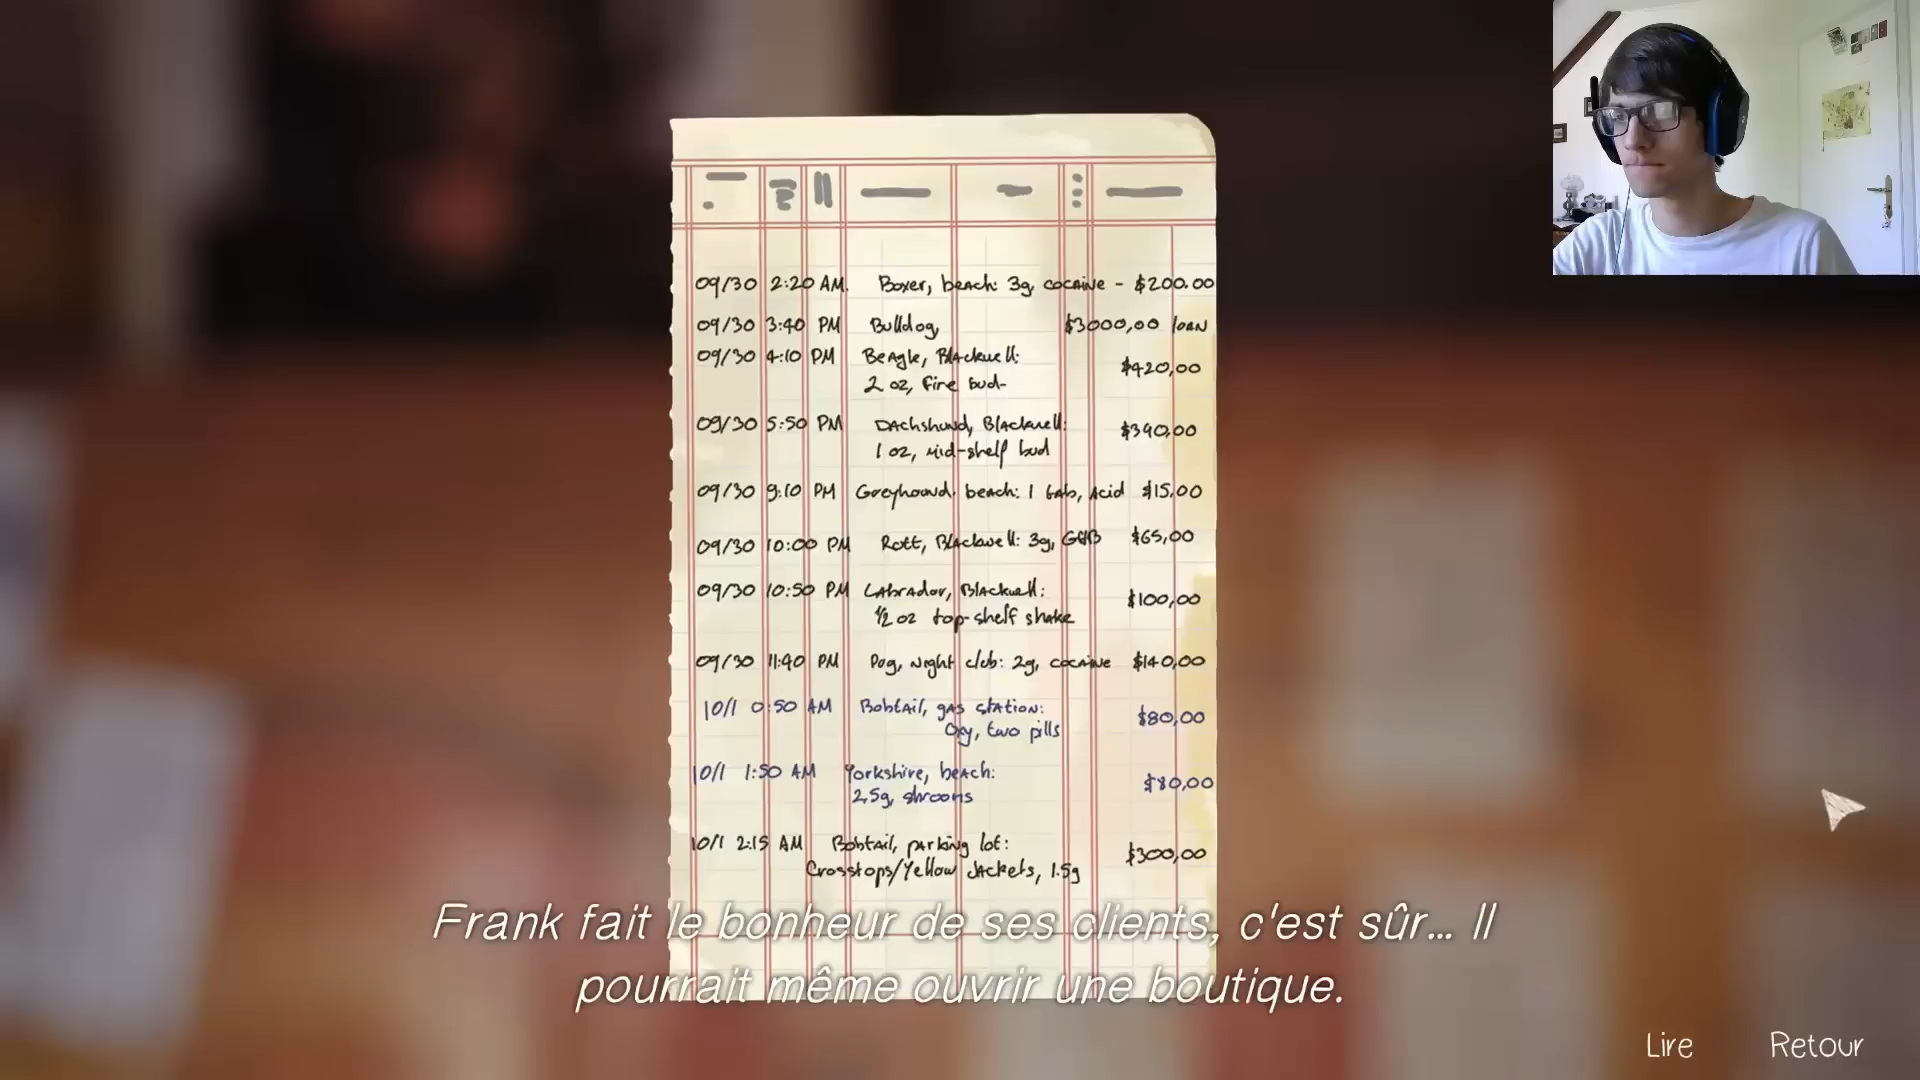 09/30 2:20 AM. Boxer, beach: 3g, cocaine - $200.00
09/30 3:40 PM Bulldog, $3000,00 loan
09/30 4:10 PM Beagle, Blackwell:
2 oz, fire bud- $420,00
09/30 5:50 PM Dachshund, Blackwell: $390,00
1 oz, mid-shelf bud
09/30 9:10 PM Greyhound, beach: 1 tab, acid $15,00
09/30 10:00 PM Rott, Blackwell: 3g, GHB $65,00
09/30 10:50 PM Labrador, Blackwell: $100,00
1/2 oz top-shelf shake
09/30 11:40 PM Pug, night club: 2g, cocaine $140,00
10/1 0:50 AM Bobtail, gas station: $80,00
Oxy, two pills
10/1 1:50 AM Yorkshire, beach: $80,00
2,5g, shrooms
10/1 2:15 AM Bobtail, parking lot: $300,00
Crosstops/Yellow Jackets, 1.5g
Frank fait le bonheur de ses clients, c'est sûr... Il
pourrait même ouvrir une boutique.
Lire Retour